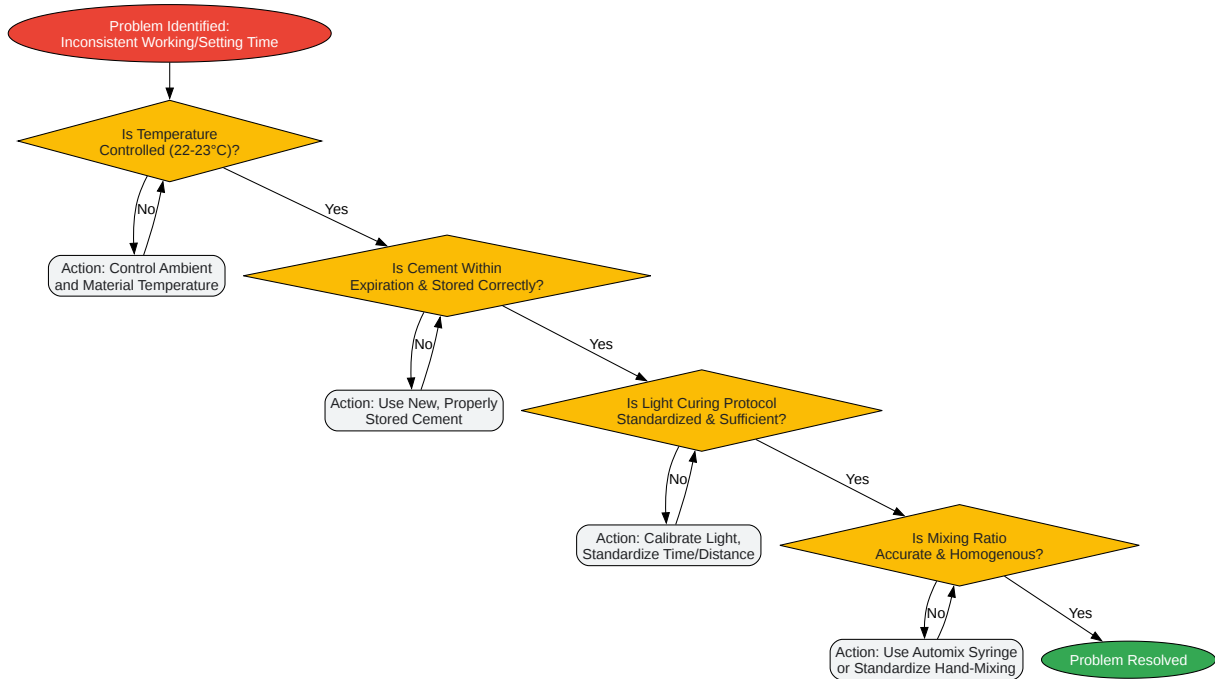 Problem Identified:
Inconsistent Working/Setting Time
Is Temperature
Controlled (22-23°C)?
No
Yes
Action: Control Ambient
and Material Temperature
Is Cement Within
Expiration & Stored Correctly?
No
Yes
Action: Use New, Properly
Stored Cement
Is Light Curing Protocol
Standardized & Sufficient?
No
Yes
Action: Calibrate Light,
Standardize Time/Distance
Is Mixing Ratio
Accurate & Homogenous?
No
Yes
Action: Use Automix Syringe
or Standardize Hand-Mixing
Problem Resolved